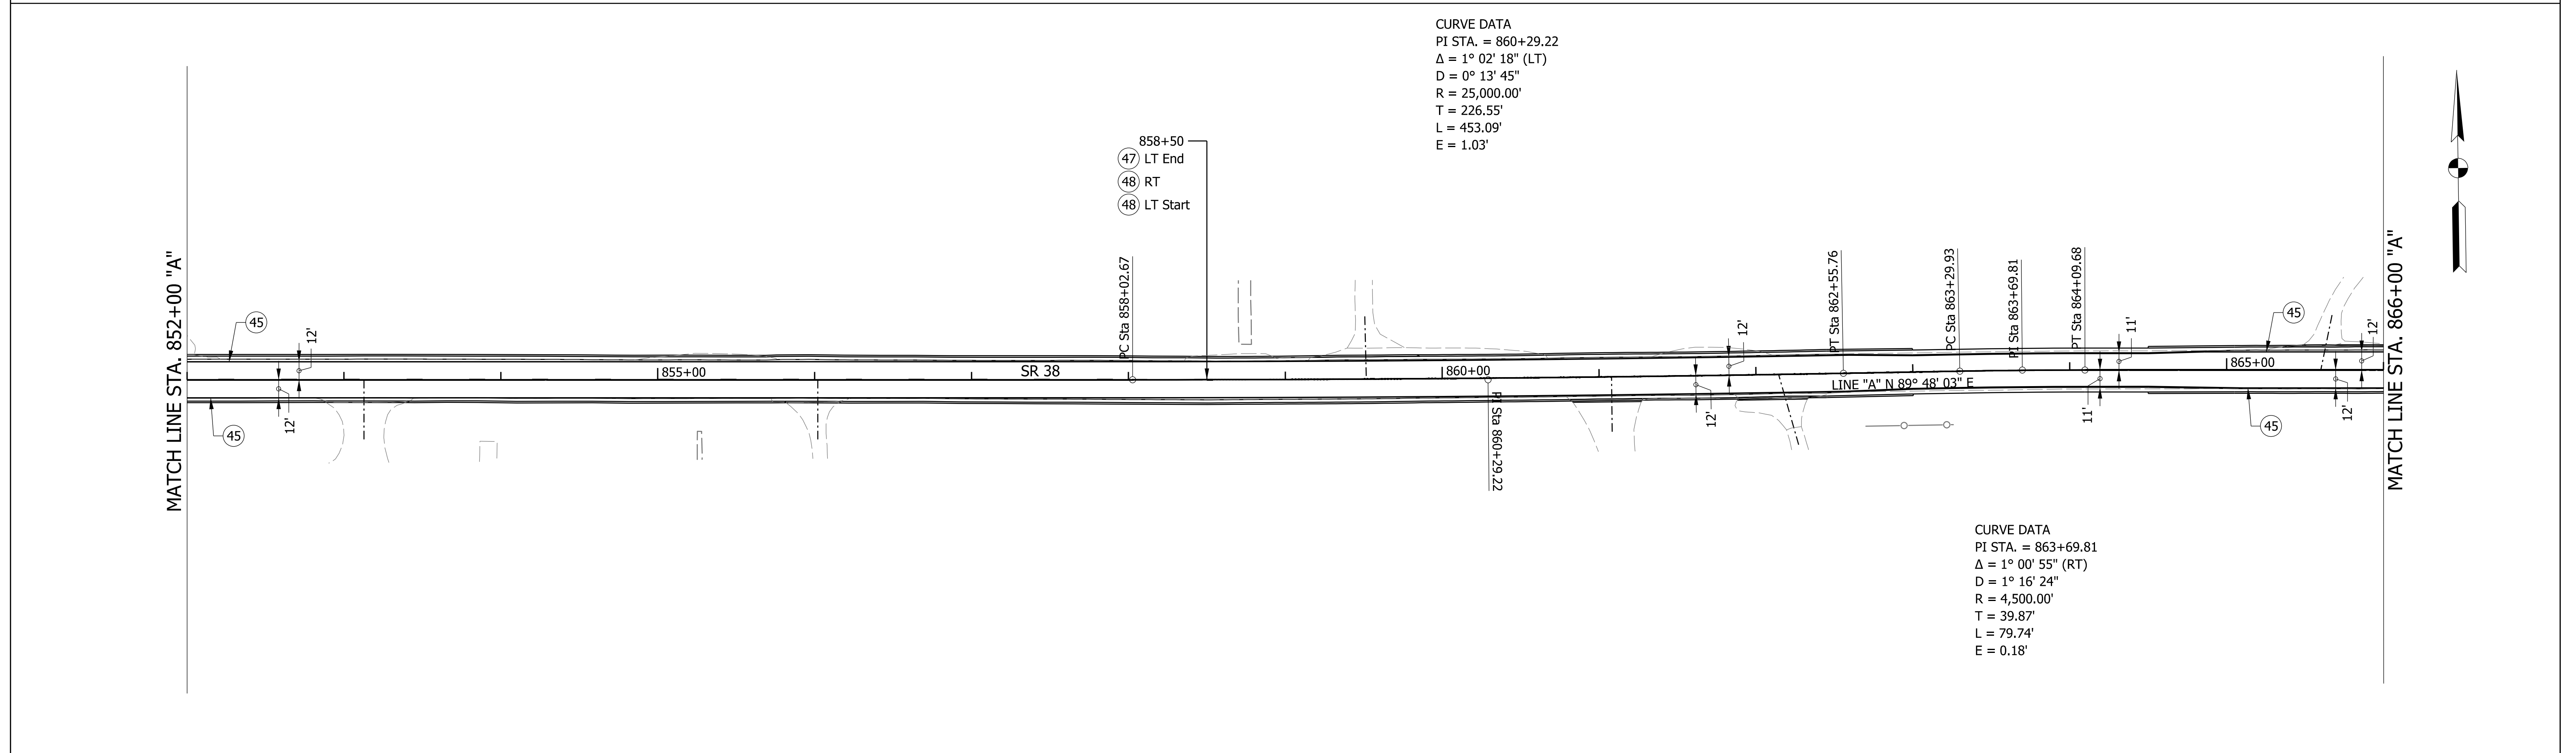 CURVE DATA
PI STA. = 860+29.22
Δ = 1° 02' 18" (LT)
D = 0° 13' 45"
R = 25,000.00'
T = 226.55'
L = 453.09'
E = 1.03'
858+50
47 LT End
48 RT
48 LT Start
MATCH LINE STA. 852+00 "A"
45
12'
12'
45
855+00
SR 38
PC Sta 858+02.67
860+00
PI Sta 860+29.22
12'
12'
PT Sta 862+55.76
LINE "A" N 89° 48' 03" E
PC Sta 863+29.93
PI Sta 863+69.81
PT Sta 864+09.68
11'
11'
865+00
45
12'
12'
45
MATCH LINE STA. 866+00 "A"
CURVE DATA
PI STA. = 863+69.81
Δ = 1° 00' 55" (RT)
D = 1° 16' 24"
R = 4,500.00'
T = 39.87'
L = 79.74'
E = 0.18'